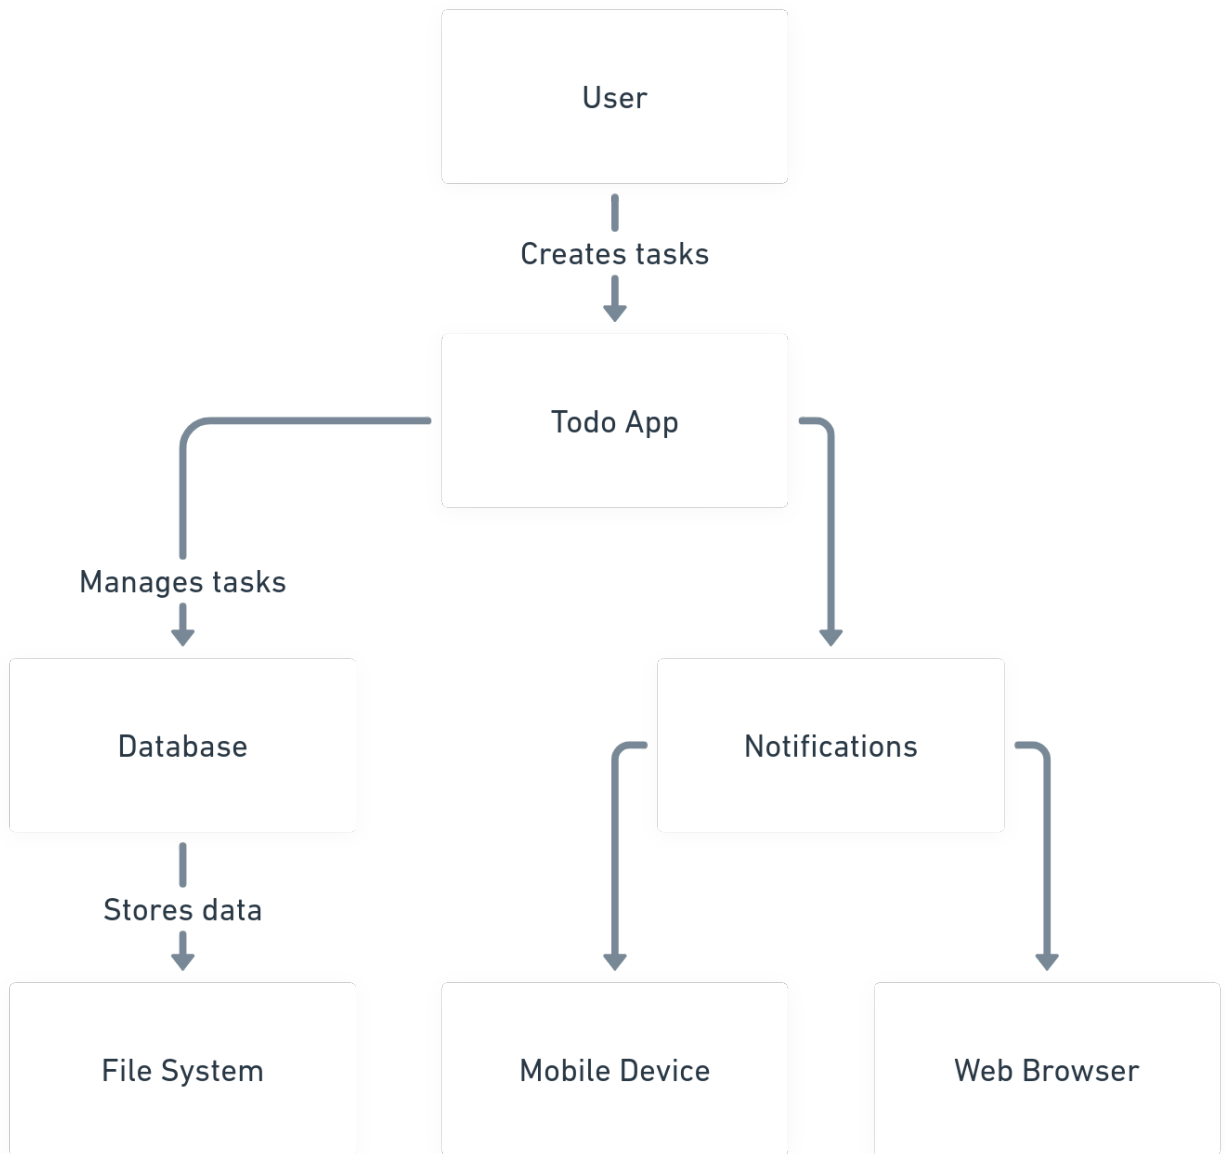 User
Creates tasks
Todo App
Manages tasks
Database
Notifications
Stores data
File System
Mobile Device
Web Browser